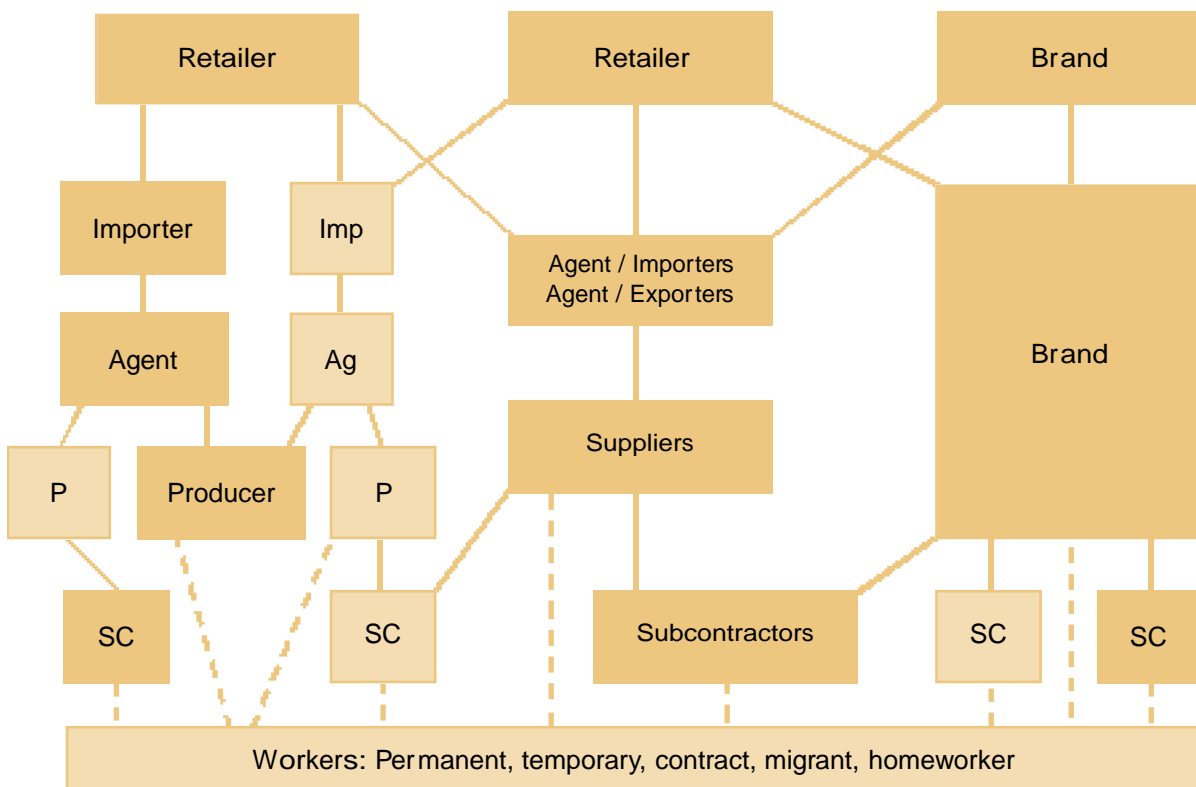 Retailer
Retailer
Brand
Importer
Imp
Agent / Importers
Agent / Exporters
Brand
Agent
Ag
Suppliers
P
Producer
P
SC
SC
Subcontractors
SC
SC
Workers: Permanent, temporary, contract, migrant, homeworker